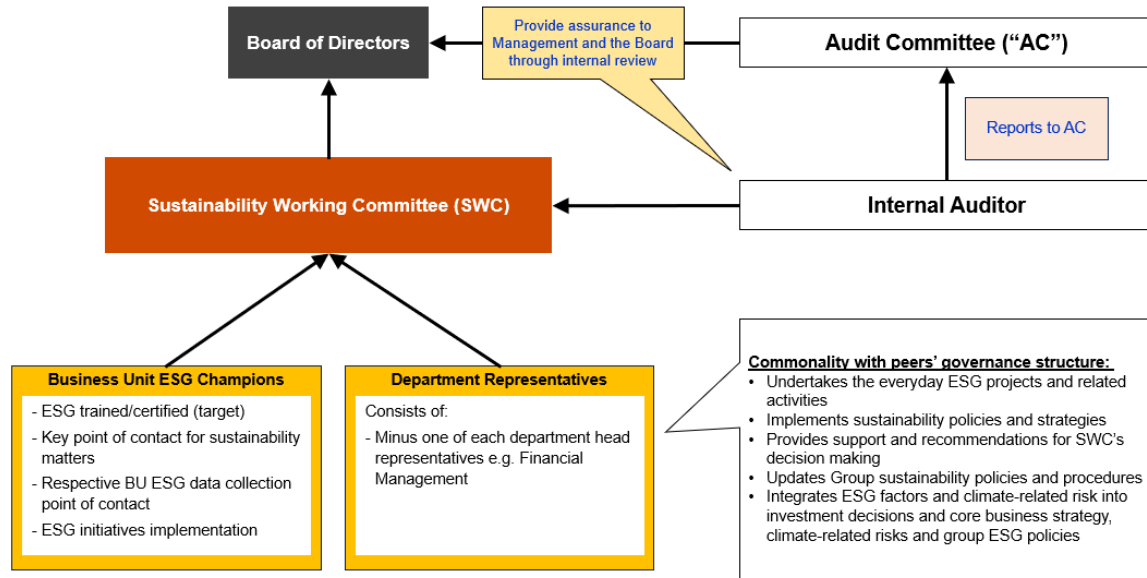 Board of Directors
Provide assurance to
Management and the Board
through internal review
Audit Committee (“AC”)
Reports to AC
Sustainability Working Committee (SWC)
Internal Auditor
Business Unit ESG Champions
- ESG trained/certified (target)
- Key point of contact for sustainability
matters
- Respective BU ESG data collection
point of contact
- ESG initiatives implementation
Department Representatives
Consists of:
- Minus one of each department head
representatives e.g. Financial
Management
Commonality with peers’ governance structure:
• Undertakes the everyday ESG projects and related
activities
• Implements sustainability policies and strategies
• Provides support and recommendations for SWC’s
decision making
• Updates Group sustainability policies and procedures
• Integrates ESG factors and climate-related risk into
investment decisions and core business strategy,
climate-related risks and group ESG policies